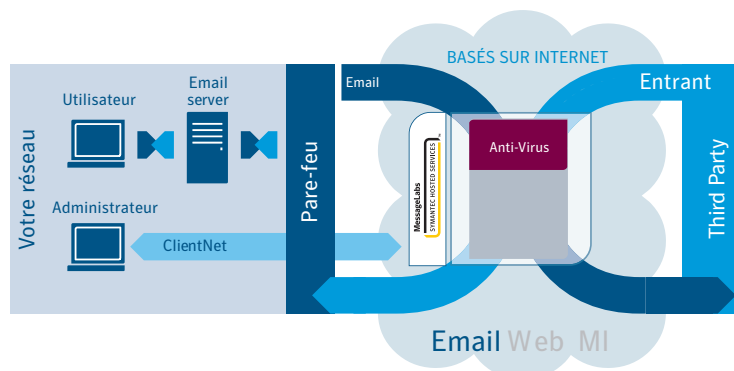 BASÉS SUR INTERNET
Utilisateur
Email
server
Email
Entrant
Votre réseau
Pare-feu
Anti-Virus
MessageLabs
SYMANTEC HOSTED SERVICES
Third Party
Administrateur
ClientNet
Email Web MI